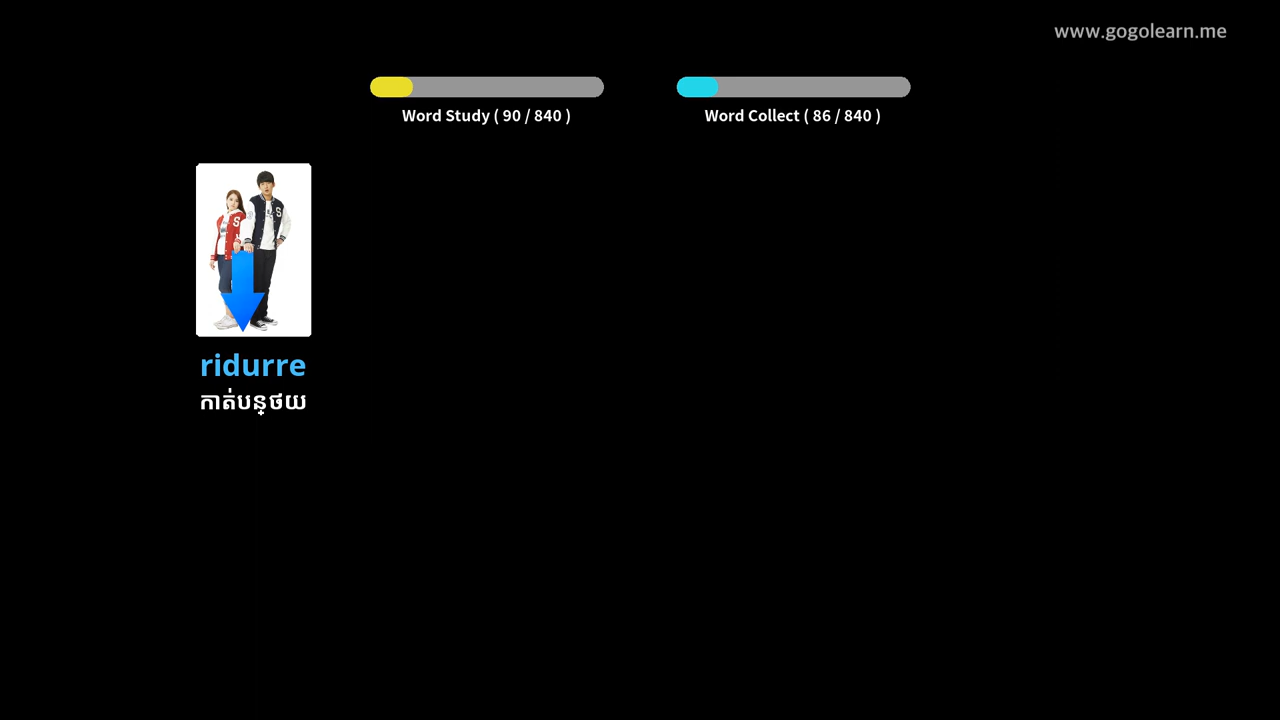 www.gogolearn.me
Word Study ( 90 / 840 )
Word Collect ( 86 / 840 )
S
S
ridurre
កាត់បន្ថយ